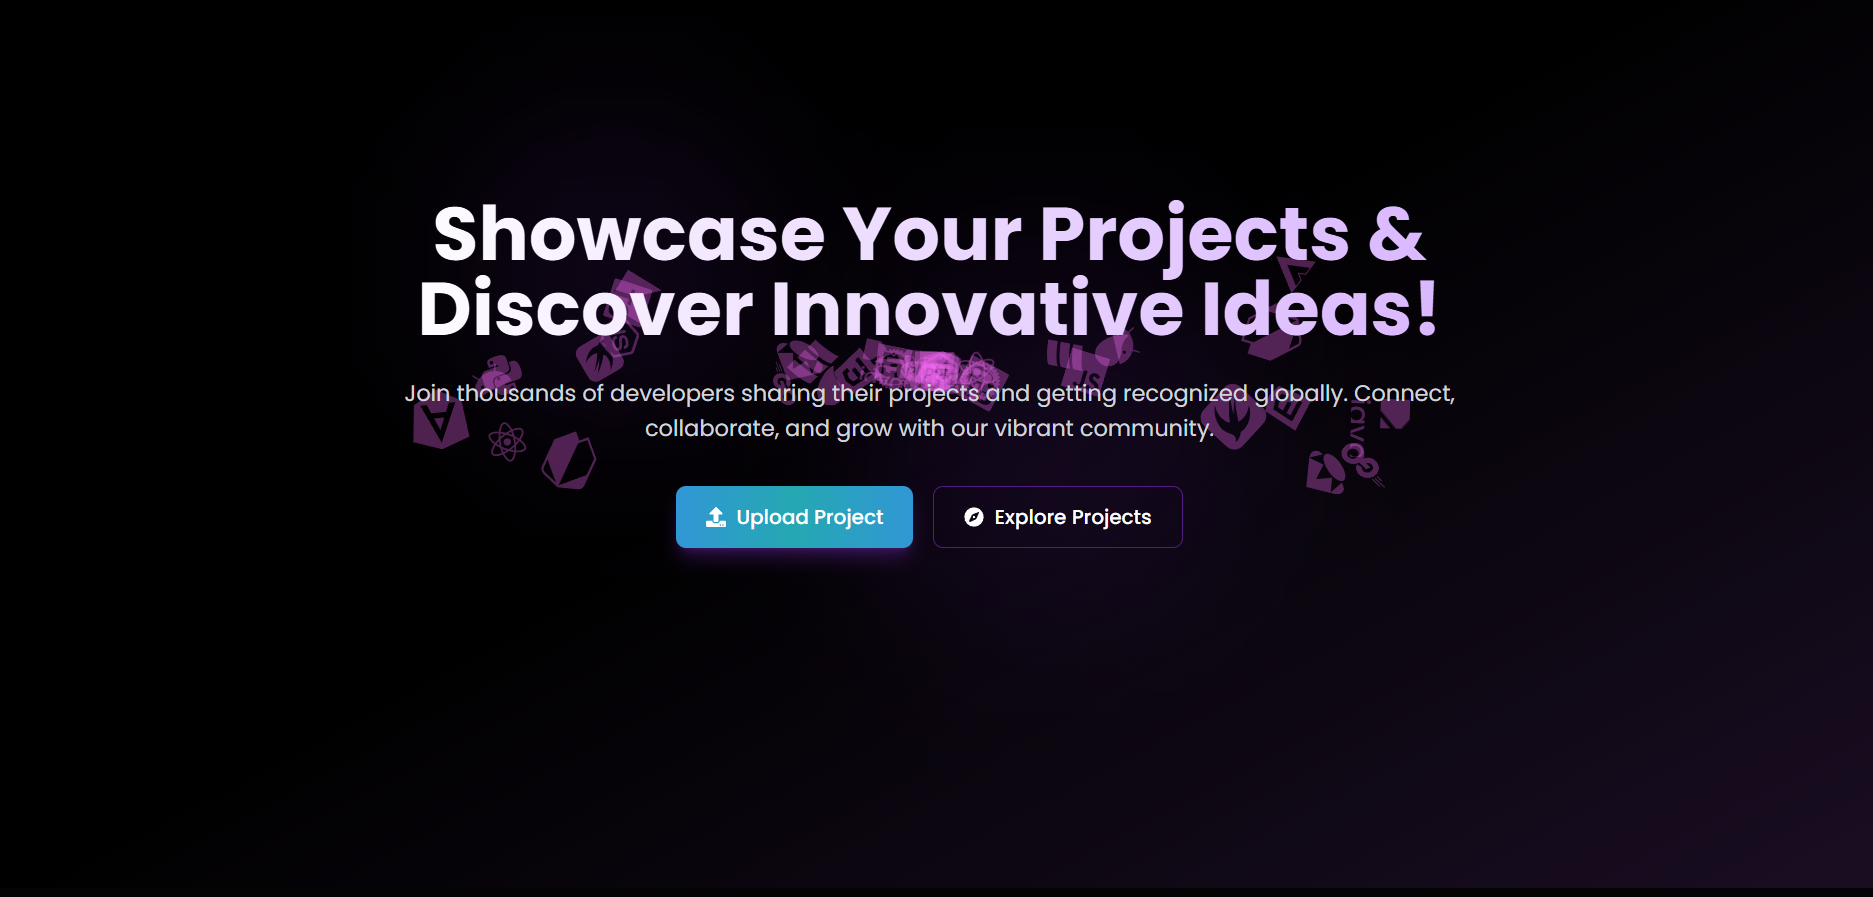 Showcase Your Projects &
Discover Innovative Ideas!
Join thousands of developers sharing their projects and getting recognized globally. Connect,
collaborate, and grow with our vibrant community.
Upload Project
Explore Projects